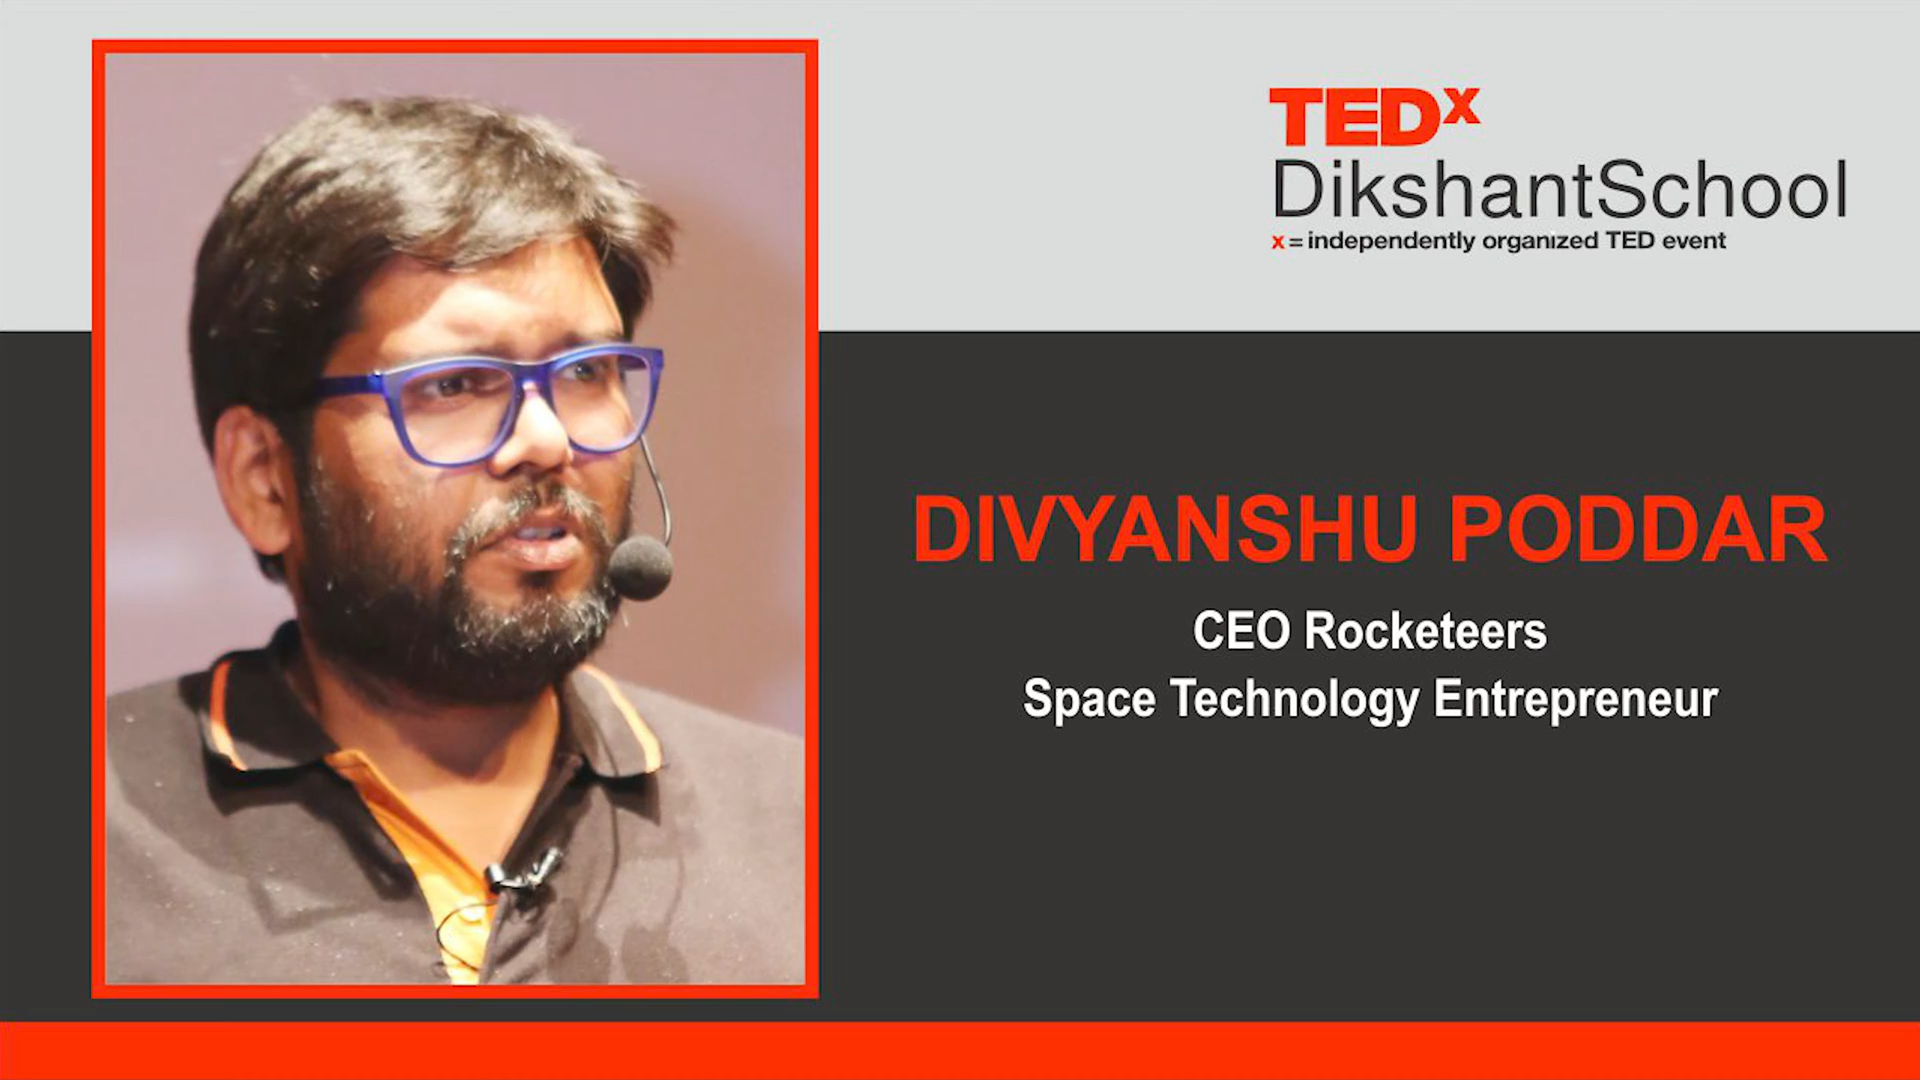 TEDx
DikshantSchool
x = independently organized TED event
DIVYANSHU PODDAR
CEO Rocketeers
Space Technology Entrepreneur